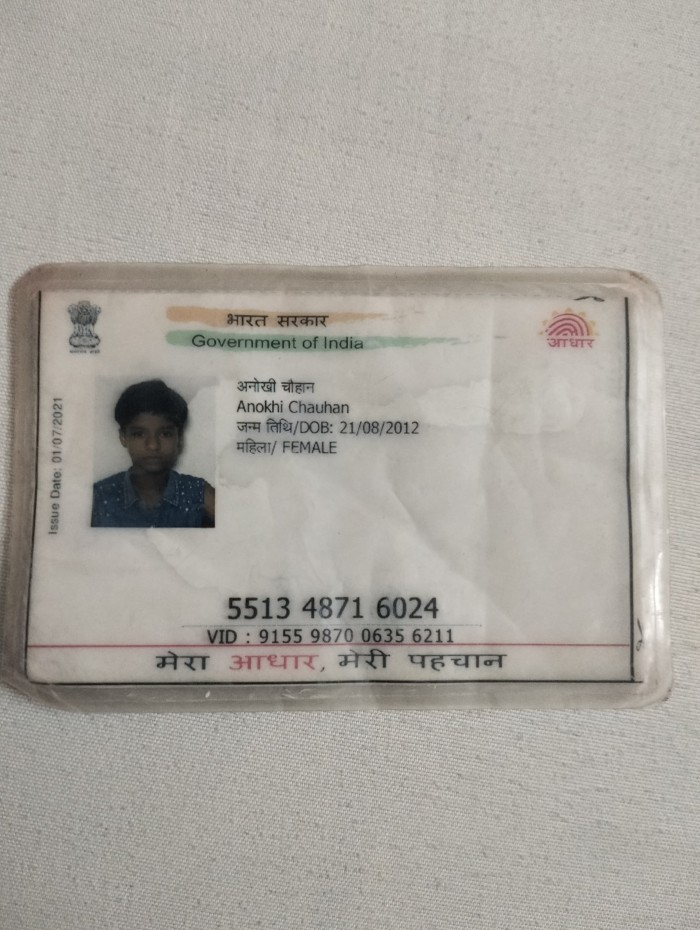 भारत सरकार
Government of India
आधार
अनोखी चौहान
Anokhi Chauhan
जन्म तिथि/DOB: 21/08/2012
महिला/ FEMALE
Issue Date: 01/07/2021
5513 4871 6024
VID : 9155 9870 0635 6211
मेरा आधार, मेरी पहचान